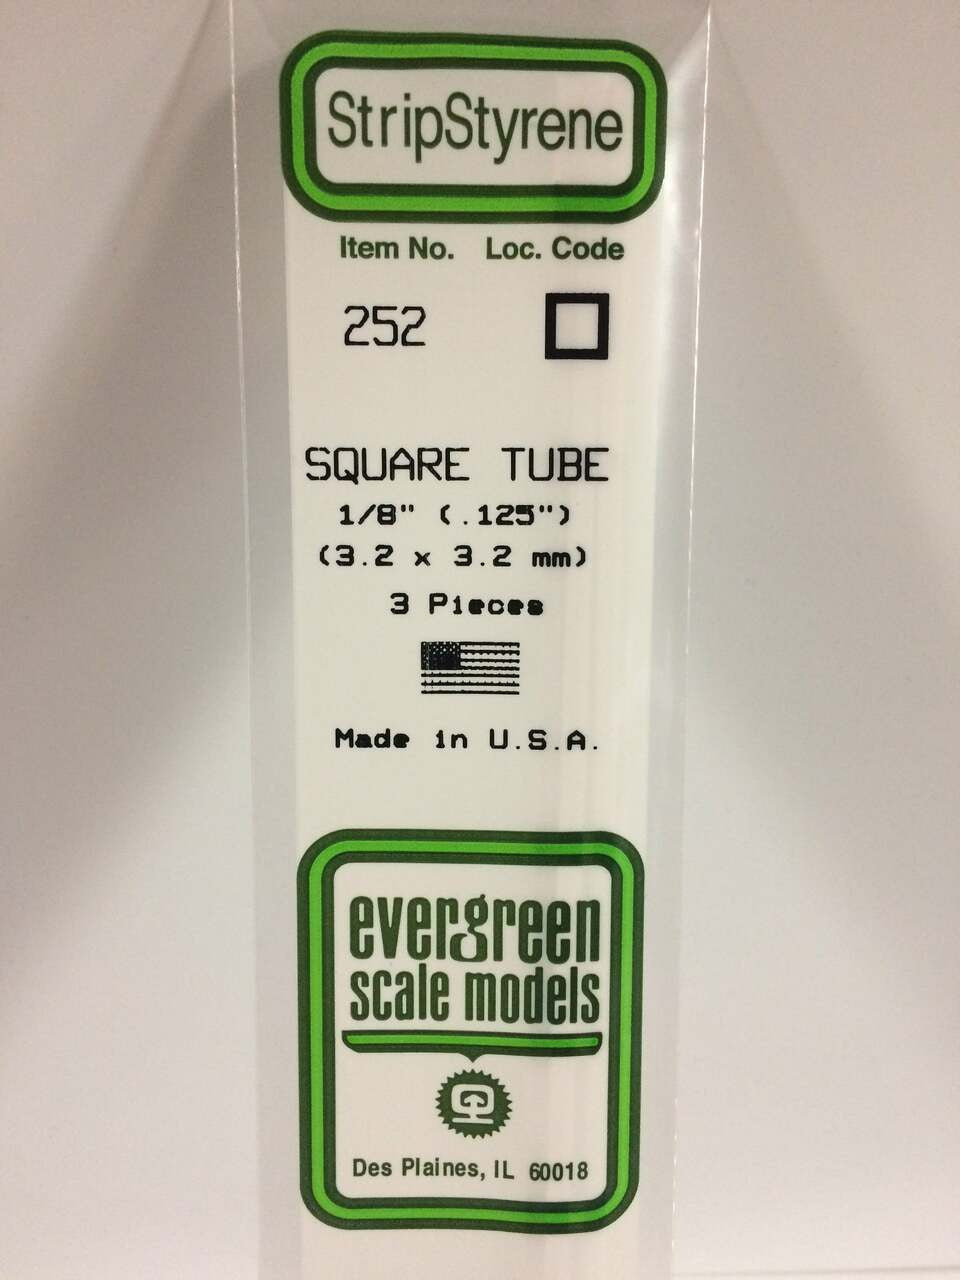 StripStyrene
Item No. Loc. Code
252
SQUARE TUBE
1/8" (.125")
(3.2 x 3.2 mm)
3 Pieces
Made in U.S.A.
evergreen
scale models
Des Plaines, IL 60018